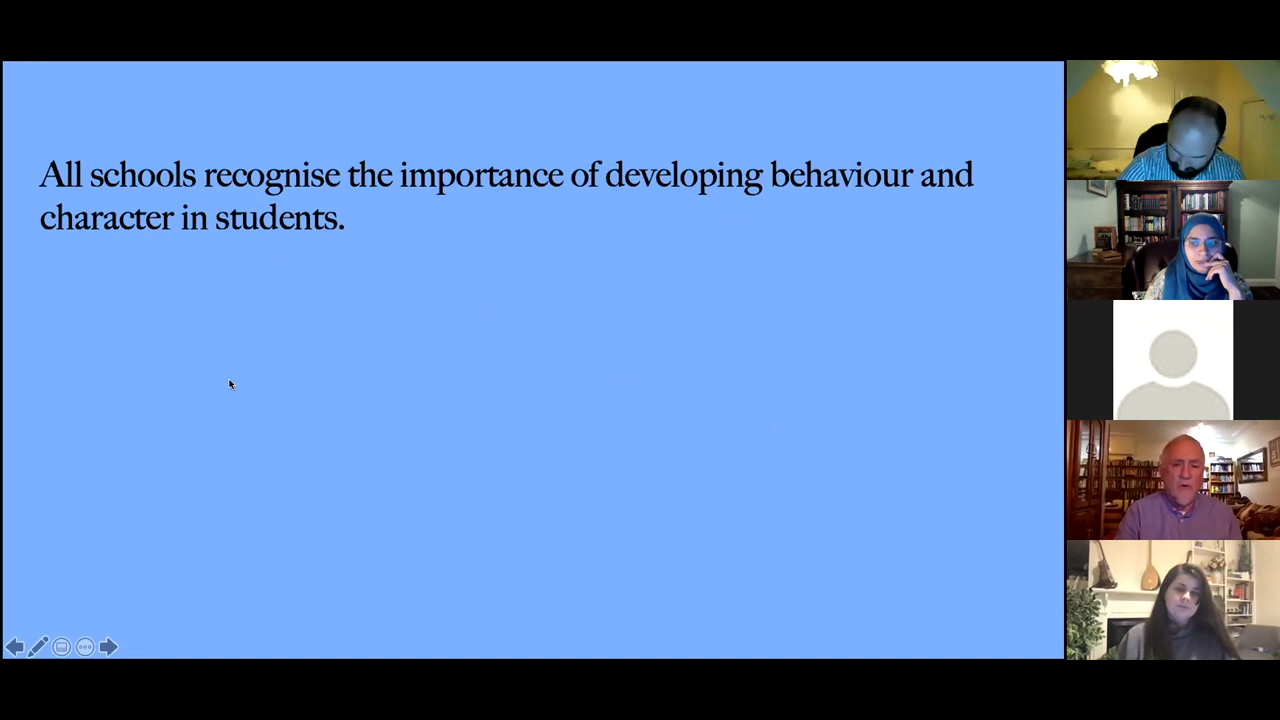 All schools recognise the importance of developing behaviour and
character in students.